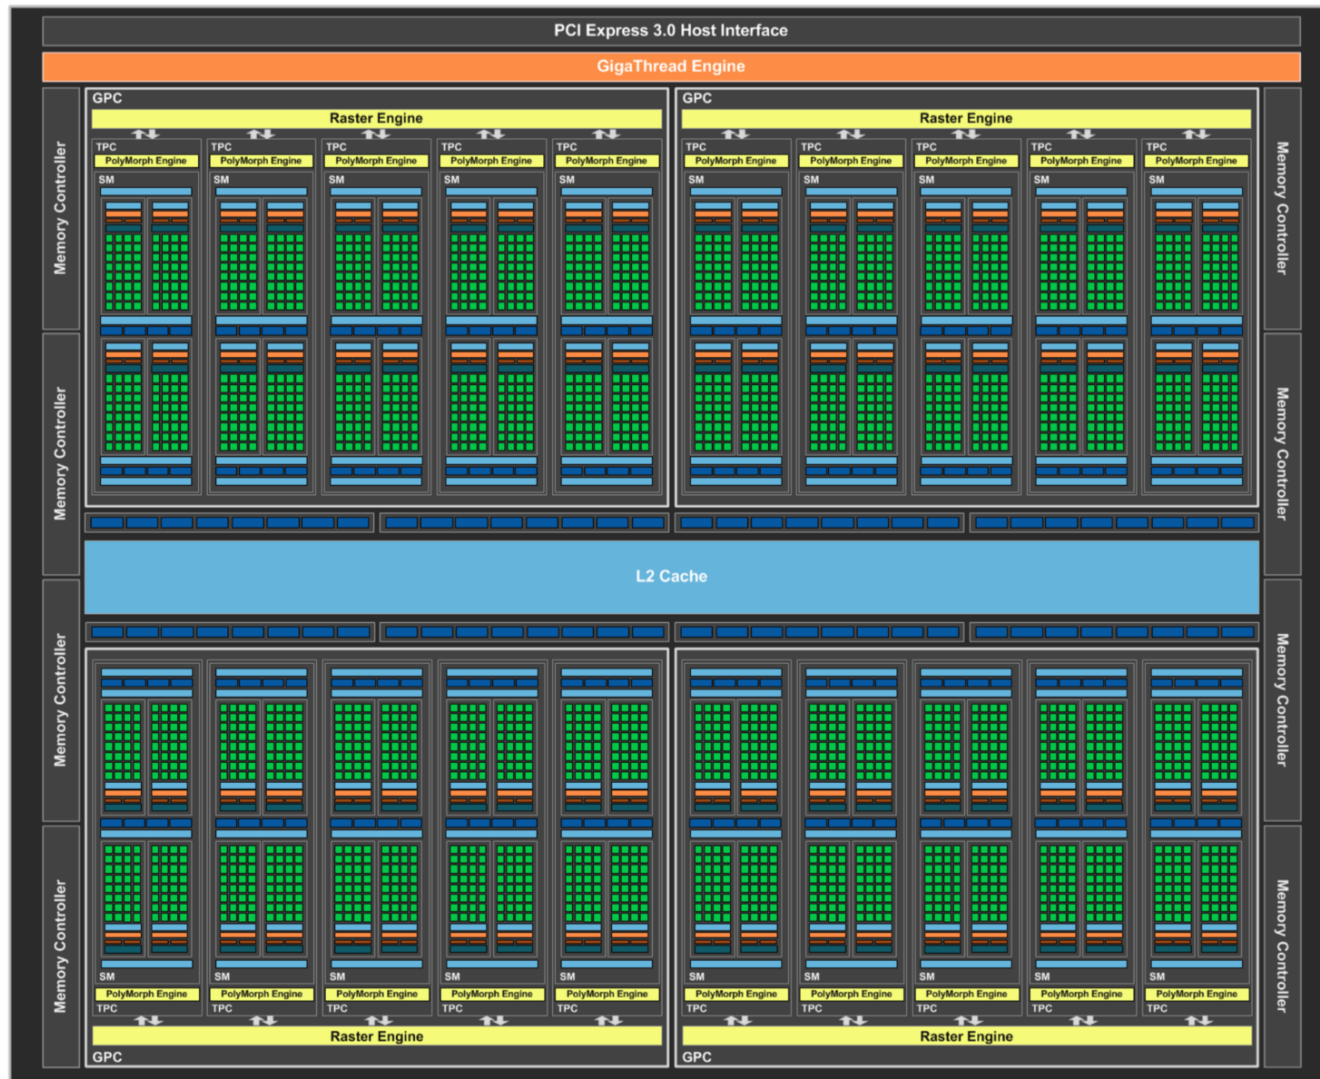 PCI Express 3.0 Host Interface
GigaThread Engine
Memory Controller
Memory Controller
Memory Controller
Memory Controller
GPC
Raster Engine
TPC TPC TPC TPC TPC
PolyMorph Engine PolyMorph Engine PolyMorph Engine PolyMorph Engine PolyMorph Engine
SM SM SM SM SM
GPC
Raster Engine
TPC TPC TPC TPC TPC
PolyMorph Engine PolyMorph Engine PolyMorph Engine PolyMorph Engine PolyMorph Engine
SM SM SM SM SM
L2 Cache
SM SM SM SM SM
PolyMorph Engine PolyMorph Engine PolyMorph Engine PolyMorph Engine PolyMorph Engine
TPC TPC TPC TPC TPC
Raster Engine
GPC
SM SM SM SM SM
PolyMorph Engine PolyMorph Engine PolyMorph Engine PolyMorph Engine PolyMorph Engine
TPC TPC TPC TPC TPC
Raster Engine
GPC
Memory Controller
Memory Controller
Memory Controller
Memory Controller